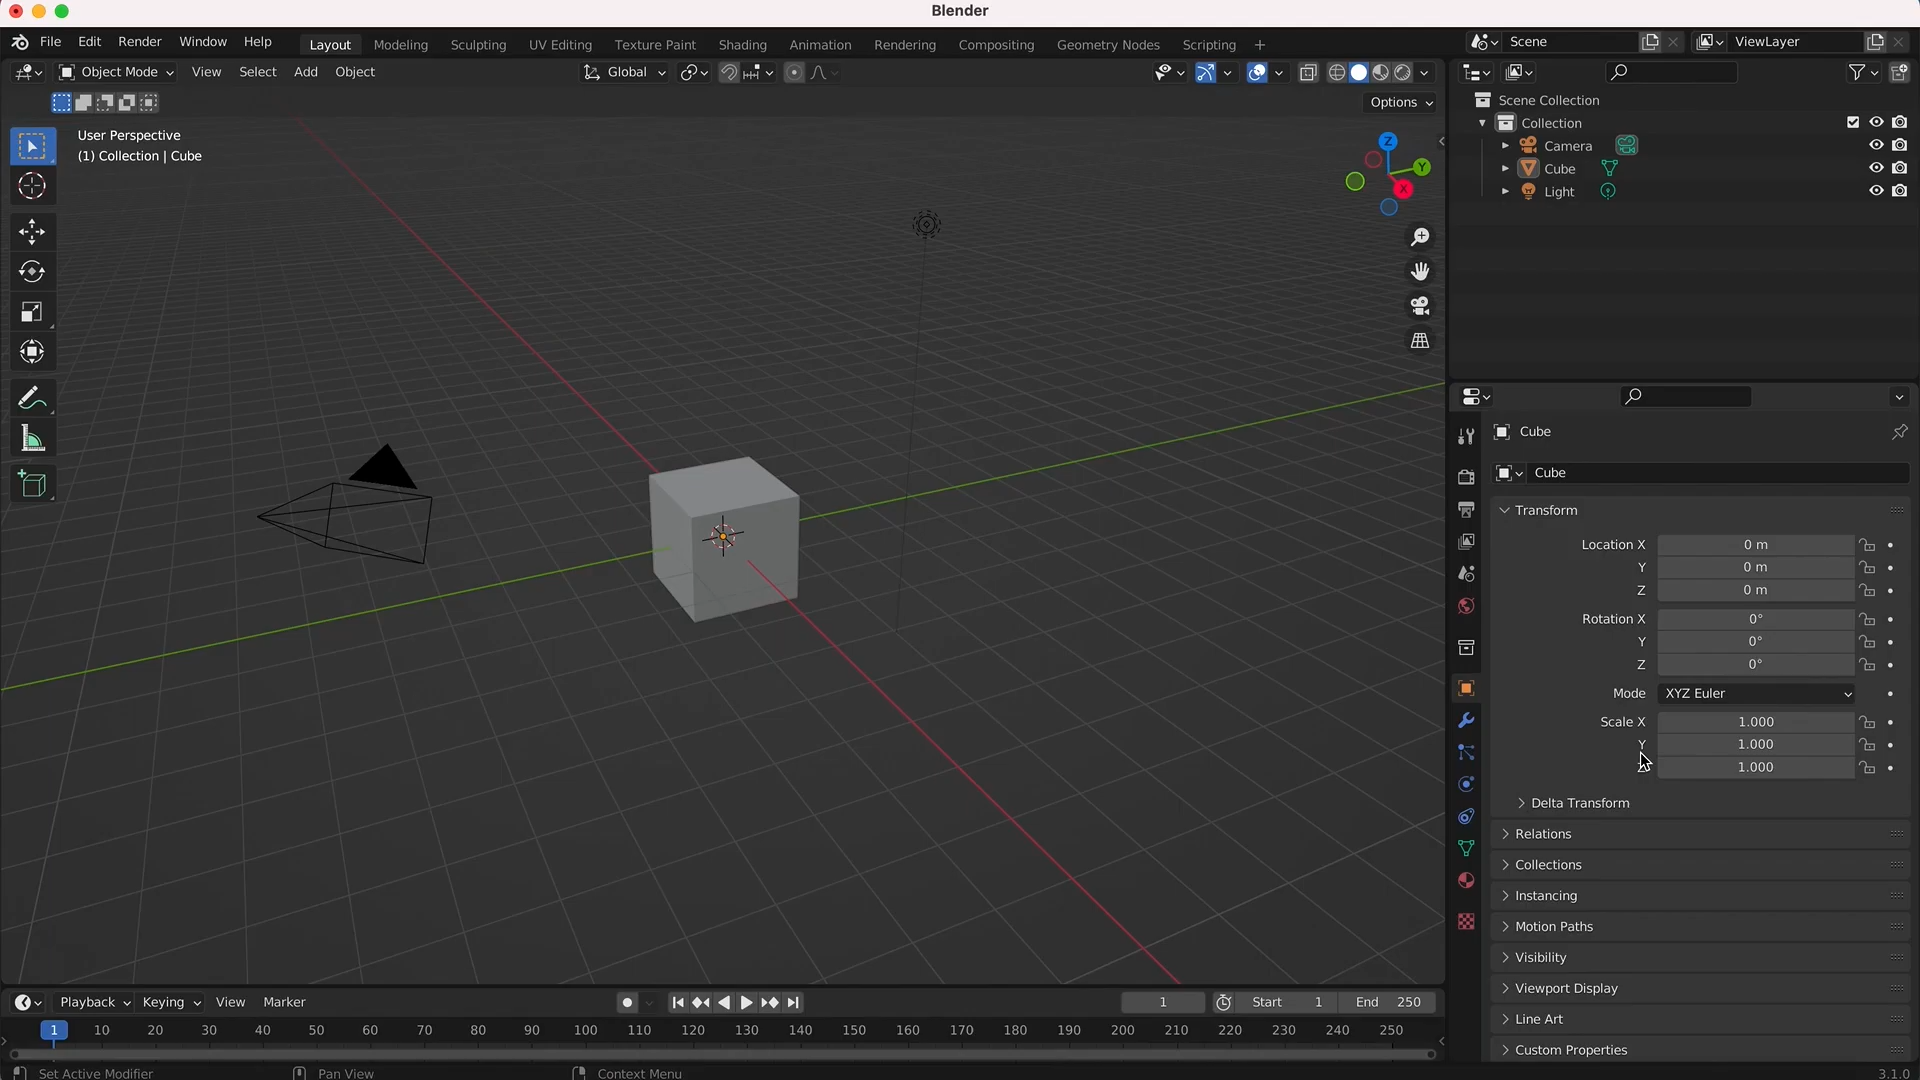 Blender
File Edit Render Window Help Layout Modeling Sculpting UV Editing Texture Paint Shading Animation Rendering Compositing Geometry Nodes Scripting + Scene ViewLayer
Object Mode View Select Add Object Global
Options
User Perspective
(1) Collection | Cube
Z
Y
X
Scene Collection
Collection
Camera
Cube
Light
Cube
Cube
Transform
Location X 0 m
Y 0 m
Z 0 m
Rotation X 0°
Y 0°
Z 0°
Mode XYZ Euler
Scale X 1.000
Y 1.000
Z 1.000
Delta Transform
Relations
Collections
Instancing
Motion Paths
Visibility
Viewport Display
Line Art
Custom Properties
Playback Keying View Marker 1 Start 1 End 250
1 10 20 30 40 50 60 70 80 90 100 110 120 130 140 150 160 170 180 190 200 210 220 230 240 250
Set Active Modifier Pan View Context Menu 3.1.0